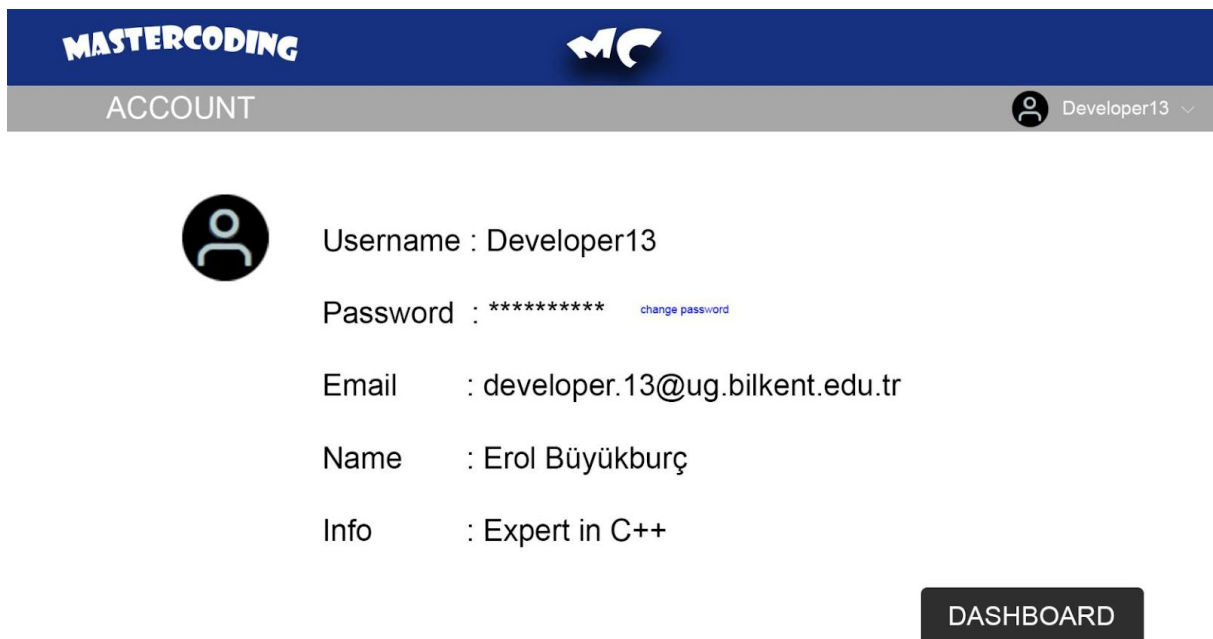 MASTERCODING
MC
ACCOUNT
Developer13
Username : Developer13
Password : ********** change password
Email : developer.13@ug.bilkent.edu.tr
Name : Erol Büyükburç
Info : Expert in C++
DASHBOARD